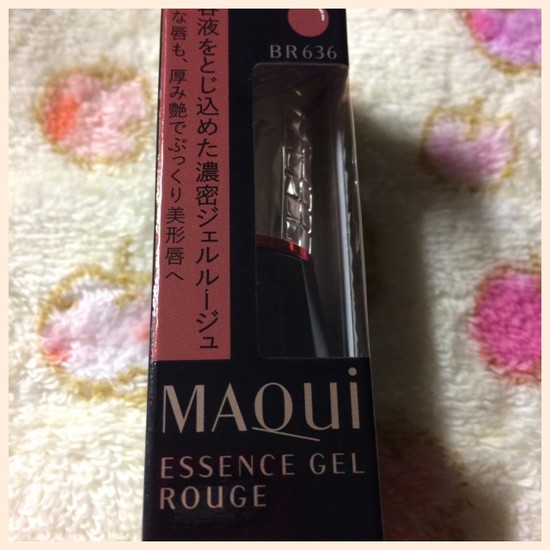 BR636
容液をとじ込めた濃密ジェルルージュ
な唇も、厚み艶でぷっくり美形唇へ
MAQUi
ESSENCE GEL
ROUGE